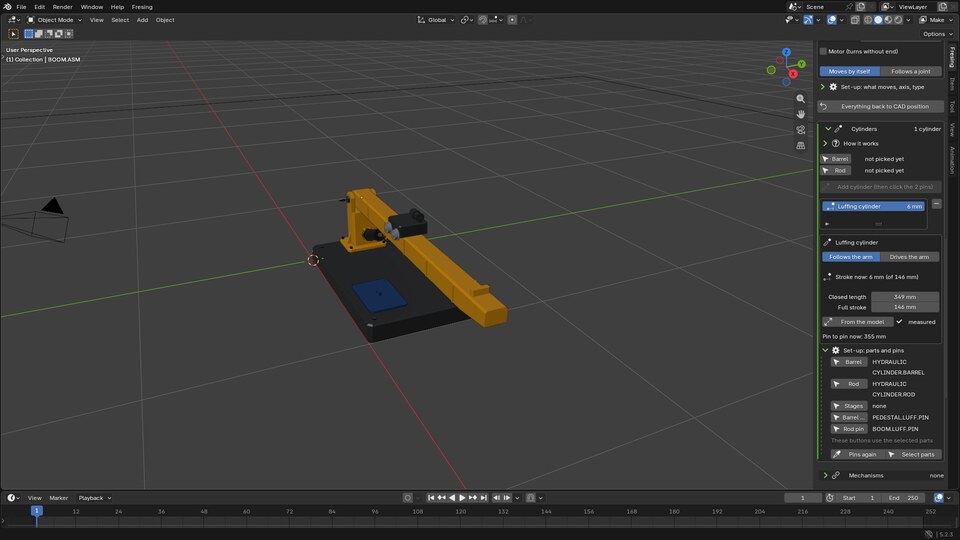 File Edit Render Window Help Fresing
Scene
ViewLayer
Object Mode View Select Add Object
Global
Make
Options
User Perspective
(1) Collection | BOOM.ASM
Z
Y
X
Motor (turns without end)
Moves by itself Follows a joint
Set-up: what moves, axis, type
Everything back to CAD position
Cylinders 1 cylinder
How it works
Barrel not picked yet
Rod not picked yet
Add cylinder (then click the 2 pins)
Luffing cylinder 6 mm
Luffing cylinder
Follows the arm Drives the arm
Stroke now: 6 mm (of 146 mm)
Closed length 349 mm
Full stroke 146 mm
From the model measured
Pin to pin now: 355 mm
Set-up: parts and pins
Barrel HYDRAULIC
CYLINDER.BARREL
Rod HYDRAULIC
CYLINDER.ROD
Stages none
Barrel ... PEDESTAL.LUFF.PIN
Rod pin BOOM.LUFF.PIN
These buttons use the selected parts
Pins again Select parts
Mechanisms none
Fresing
Item
Tool
View
Animation
View Marker Playback
1 Start 1 End 250
1 12 24 36 48 60 72 84 96 108 120 132 144 156 168 180 192 204 216 228 240 252
5.2.3